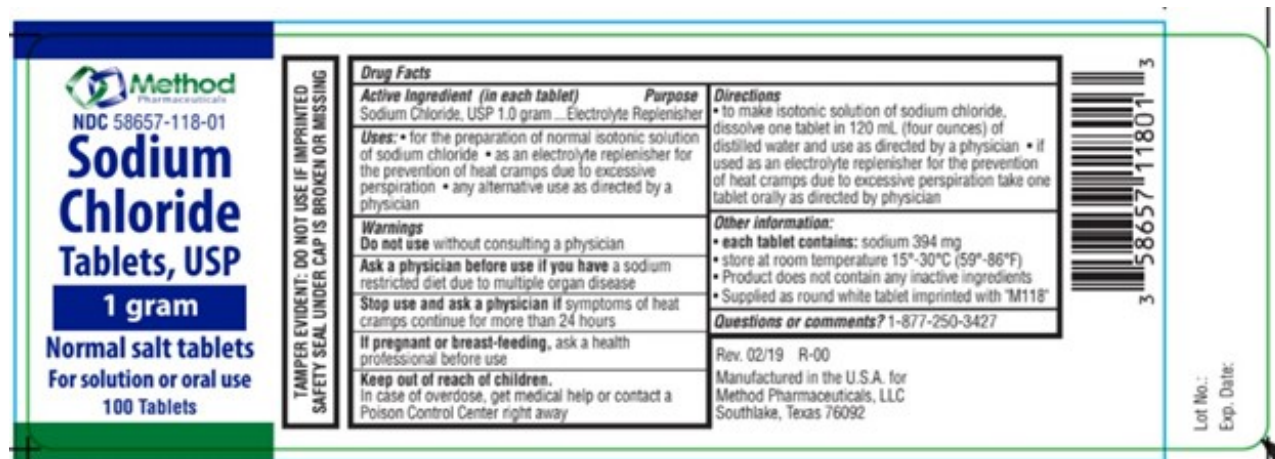 Method
Pharmaceuticals
NDC 58657-118-01
Sodium
Chloride
Tablets, USP
1 gram
Normal salt tablets
For solution or oral use
100 Tablets
TAMPER EVIDENT: DO NOT USE IF IMPRINTED
SAFETY SEAL UNDER CAP IS BROKEN OR MISSING
Drug Facts
Active Ingredient (in each tablet) Purpose
Sodium Chloride, USP 1.0 gram ... Electrolyte Replenisher
Uses: • for the preparation of normal isotonic solution
of sodium chloride • as an electrolyte replenisher for
the prevention of heat cramps due to excessive
perspiration • any alternative use as directed by a
physician
Warnings
Do not use without consulting a physician
Ask a physician before use if you have a sodium
restricted diet due to multiple organ disease
Stop use and ask a physician if symptoms of heat
cramps continue for more than 24 hours
If pregnant or breast-feeding, ask a health
professional before use
Keep out of reach of children.
In case of overdose, get medical help or contact a
Poison Control Center right away
Directions
• to make isotonic solution of sodium chloride,
dissolve one tablet in 120 mL (four ounces) of
distilled water and use as directed by a physician • if
used as an electrolyte replenisher for the prevention
of heat cramps due to excessive perspiration take one
tablet orally as directed by physician
Other information:
• each tablet contains: sodium 394 mg
• store at room temperature 15°-30°C (59°-86°F)
• Product does not contain any inactive ingredients
• Supplied as round white tablet imprinted with "M118"
Questions or comments? 1-877-250-3427
Rev. 02/19 R-00
Manufactured in the U.S.A. for
Method Pharmaceuticals, LLC
Southlake, Texas 76092
3 58657 11801 3
Lot No.:
Exp. Date: